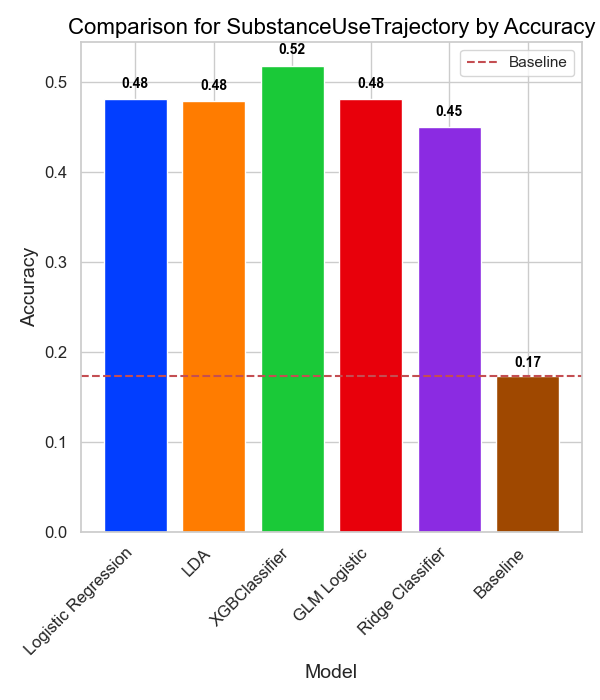 Comparison for SubstanceUseTrajectory by Accuracy
Baseline
0.48
0.48
0.52
0.48
0.45
0.17
Accuracy
0.5
0.4
0.3
0.2
0.1
0.0
Logistic Regression
LDA
XGBClassifier
GLM Logistic
Ridge Classifier
Baseline
Model